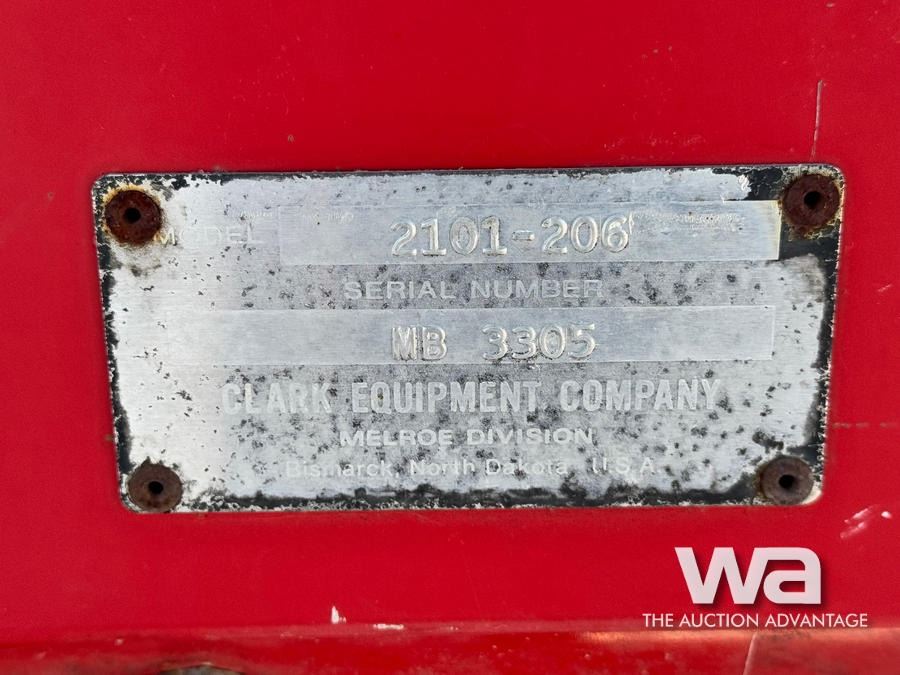 MODEL 2101-206
SERIAL NUMBER
MB 3305
CLARK EQUIPMENT COMPANY
MELROE DIVISION
Bismarck, North Dakota U.S.A.
wa
THE AUCTION ADVANTAGE